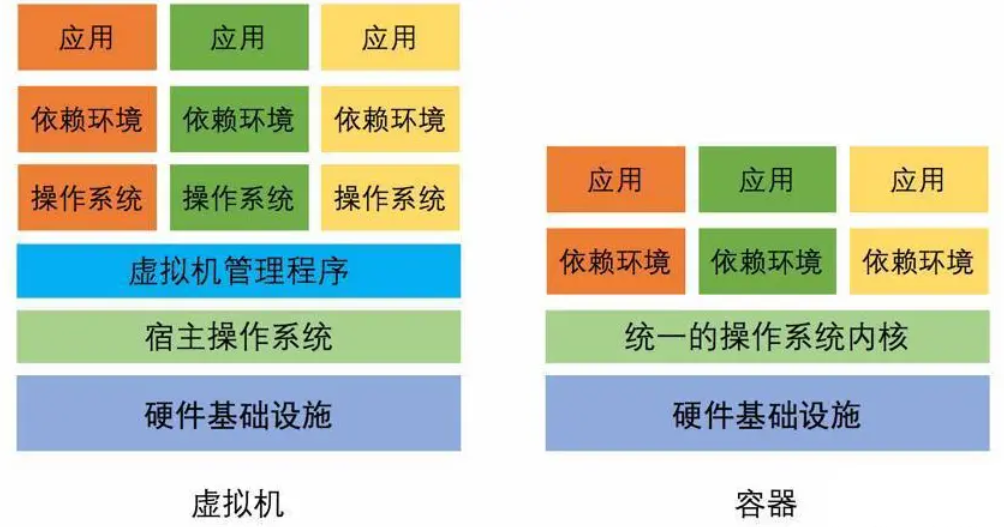 应用 应用 应用
依赖环境 依赖环境 依赖环境
操作系统 操作系统 操作系统
虚拟机管理程序
宿主操作系统
硬件基础设施
虚拟机
应用 应用 应用
依赖环境 依赖环境 依赖环境
统一的操作系统内核
硬件基础设施
容器